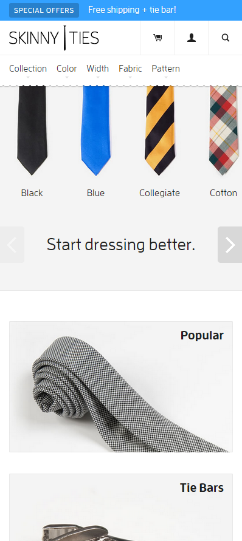 SPECIAL OFFERS Free shipping + tie bar!
SKINNY TIES
Collection Color Width Fabric Pattern
Black Blue Collegiate Cotton
Start dressing better.
Popular
Tie Bars